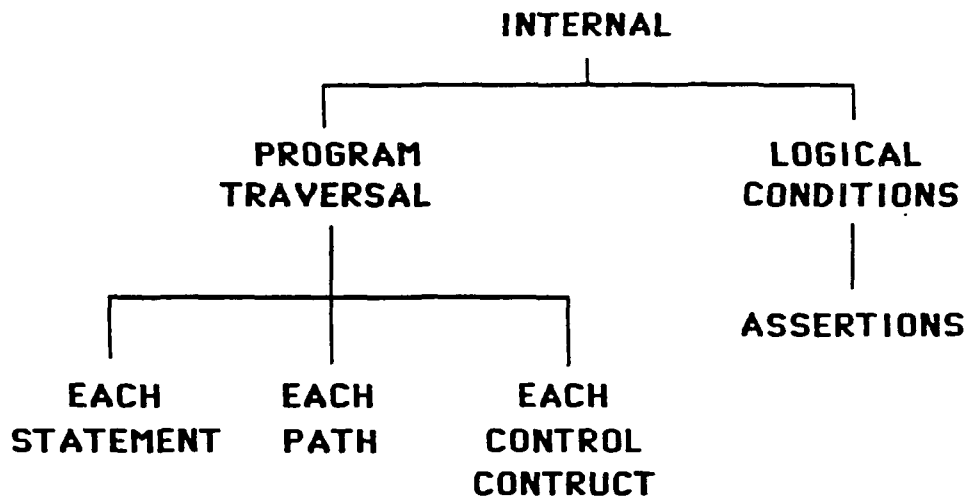 INTERNAL
PROGRAM
TRAVERSAL
LOGICAL
CONDITIONS
ASSERTIONS
EACH
STATEMENT
EACH
PATH
EACH
CONTROL
CONTRUCT